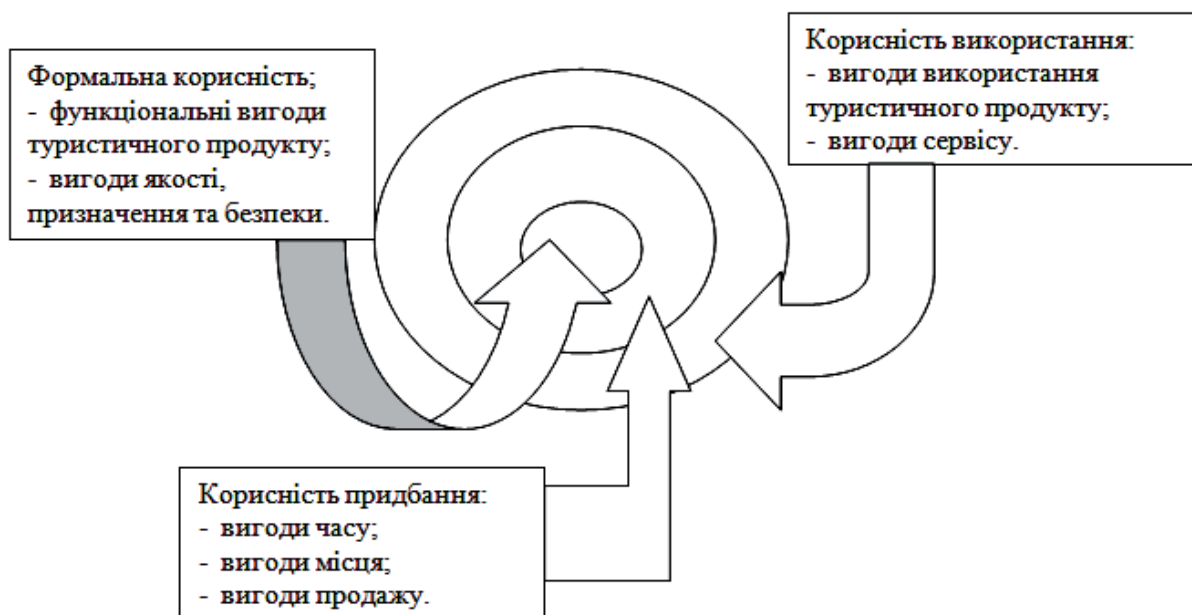 Формальна корисність;
- функціональні вигоди
туристичного продукту;
- вигоди якості,
призначення та безпеки.
Корисність використання:
- вигоди використання
туристичного продукту;
- вигоди сервісу.
Корисність придбання:
- вигоди часу;
- вигоди місця;
- вигоди продажу.